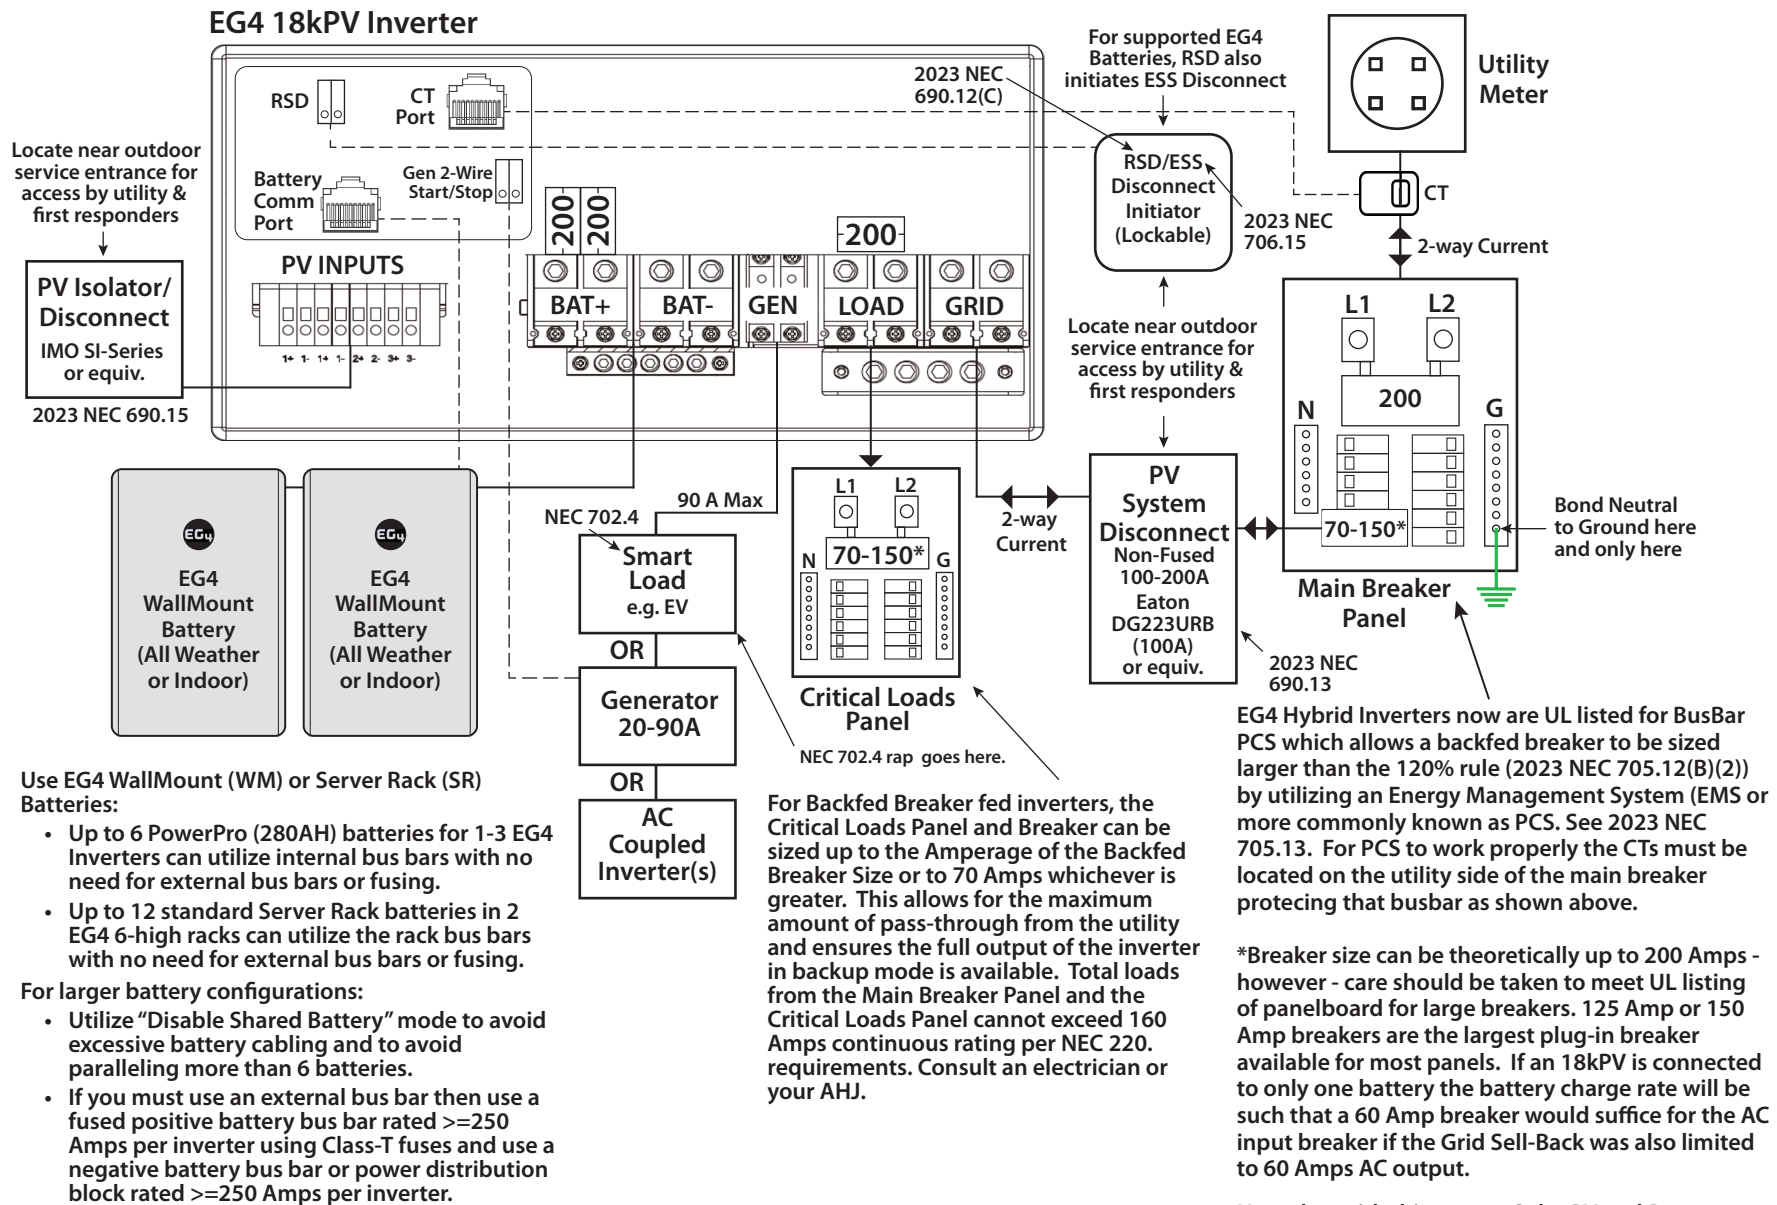 EG4 18kPV Inverter
RSD
CT
Port
Battery
Comm
Port
Gen 2-Wire
Start/Stop
200
200
-200-
2023 NEC
690.12(C)
For supported EG4
Batteries, RSD also
initiates ESS Disconnect
RSD/ESS
Disconnect
Initiator
(Lockable)
2023 NEC
706.15
Utility
Meter
CT
2-way Current
Locate near outdoor
service entrance for
access by utility &
first responders
PV Isolator/
Disconnect
IMO SI-Series
or equiv.
2023 NEC 690.15
PV INPUTS
1+ 1- 1+ 1- 2+ 2- 3+ 3-
BAT+
BAT-
GEN
LOAD
GRID
Locate near outdoor
service entrance for
access by utility &
first responders
L1
L2
200
N
G
70-150*
Main Breaker
Panel
Bond Neutral
to Ground here
and only here
EG4
EG4
WallMount
Battery
(All Weather
or Indoor)
EG4
EG4
WallMount
Battery
(All Weather
or Indoor)
90 A Max
NEC 702.4
Smart
Load
e.g. EV
OR
Generator
20-90A
OR
AC
Coupled
Inverter(s)
L1
L2
70-150*
N
G
Critical Loads
Panel
NEC 702.4 rap goes here.
2-way
Current
PV
System
Disconnect
Non-Fused
100-200A
Eaton
DG223URB
(100A)
or equiv.
2023 NEC
690.13
Use EG4 WallMount (WM) or Server Rack (SR)
Batteries:
• Up to 6 PowerPro (280AH) batteries for 1-3 EG4
Inverters can utilize internal bus bars with no
need for external bus bars or fusing.
• Up to 12 standard Server Rack batteries in 2
EG4 6-high racks can utilize the rack bus bars
with no need for external bus bars or fusing.
For larger battery configurations:
• Utilize "Disable Shared Battery" mode to avoid
excessive battery cabling and to avoid
paralleling more than 6 batteries.
• If you must use an external bus bar then use a
fused positive battery bus bar rated >=250
Amps per inverter using Class-T fuses and use a
negative battery bus bar or power distribution
block rated >=250 Amps per inverter.
For Backfed Breaker fed inverters, the
Critical Loads Panel and Breaker can be
sized up to the Amperage of the Backfed
Breaker Size or to 70 Amps whichever is
greater. This allows for the maximum
amount of pass-through from the utility
and ensures the full output of the inverter
in backup mode is available. Total loads
from the Main Breaker Panel and the
Critical Loads Panel cannot exceed 160
Amps continuous rating per NEC 220.
requirements. Consult an electrician or
your AHJ.
EG4 Hybrid Inverters now are UL listed for BusBar
PCS which allows a backfed breaker to be sized
larger than the 120% rule (2023 NEC 705.12(B)(2))
by utilizing an Energy Management System (EMS or
more commonly known as PCS. See 2023 NEC
705.13. For PCS to work properly the CTs must be
located on the utility side of the main breaker
protecing that busbar as shown above.
*Breaker size can be theoretically up to 200 Amps -
however - care should be taken to meet UL listing
of panelboard for large breakers. 125 Amp or 150
Amp breakers are the largest plug-in breaker
available for most panels. If an 18kPV is connected
to only one battery the battery charge rate will be
such that a 60 Amp breaker would suffice for the AC
input breaker if the Grid Sell-Back was also limited
to 60 Amps AC output.